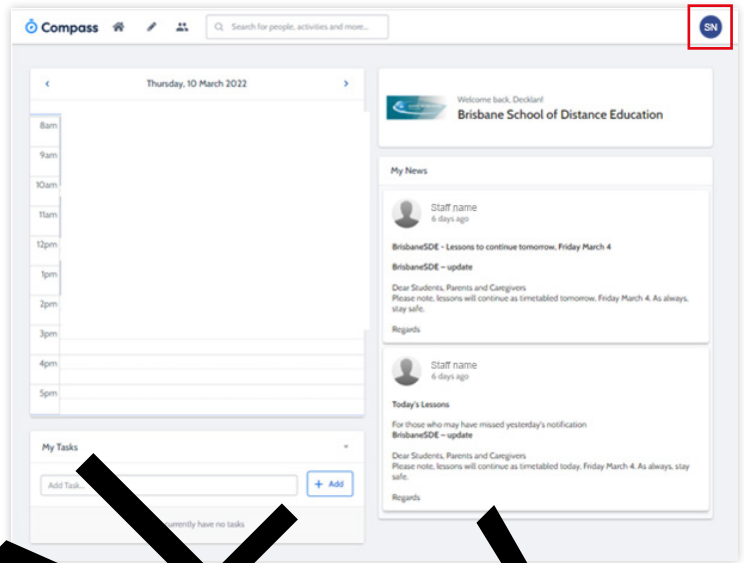 Compass
Search for people, activities and more...
SN
Thursday, 10 March 2022
8am
9am
10am
11am
12pm
1pm
2pm
3pm
4pm
5pm
My Tasks
Add Task...
+ Add
currently have no tasks
Welcome back, Decklan!
Brisbane School of Distance Education
My News
Staff name
6 days ago
BrisbaneSDE - Lessons to continue tomorrow, Friday March 4
BrisbaneSDE – update
Dear Students, Parents and Caregivers
Please note, lessons will continue as timetabled tomorrow, Friday March 4. As always,
stay safe.
Regards
Staff name
6 days ago
Today's Lessons
For those who may have missed yesterday's notification
BrisbaneSDE – update
Dear Students, Parents and Caregivers
Please note, lessons will continue as timetabled today, Friday March 4. As always, stay
safe.
Regards